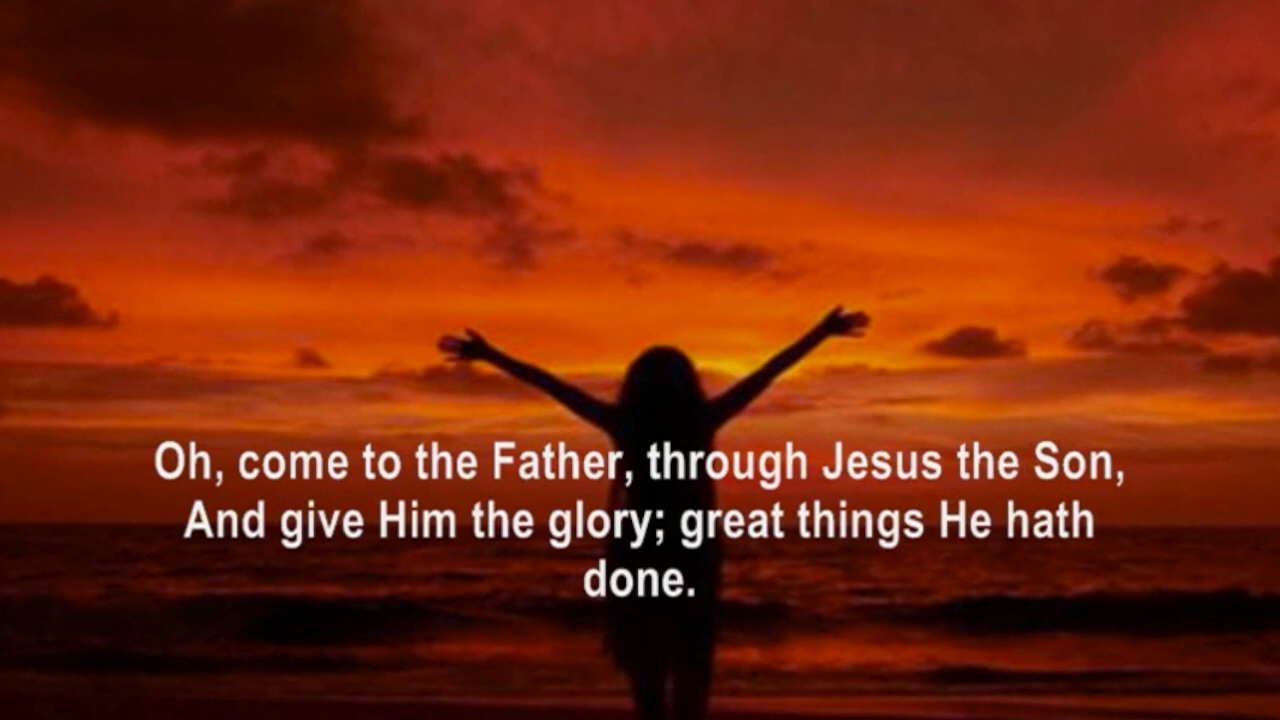 Oh, come to the Father, through Jesus the Son,
And give Him the glory; great things He hath
done.